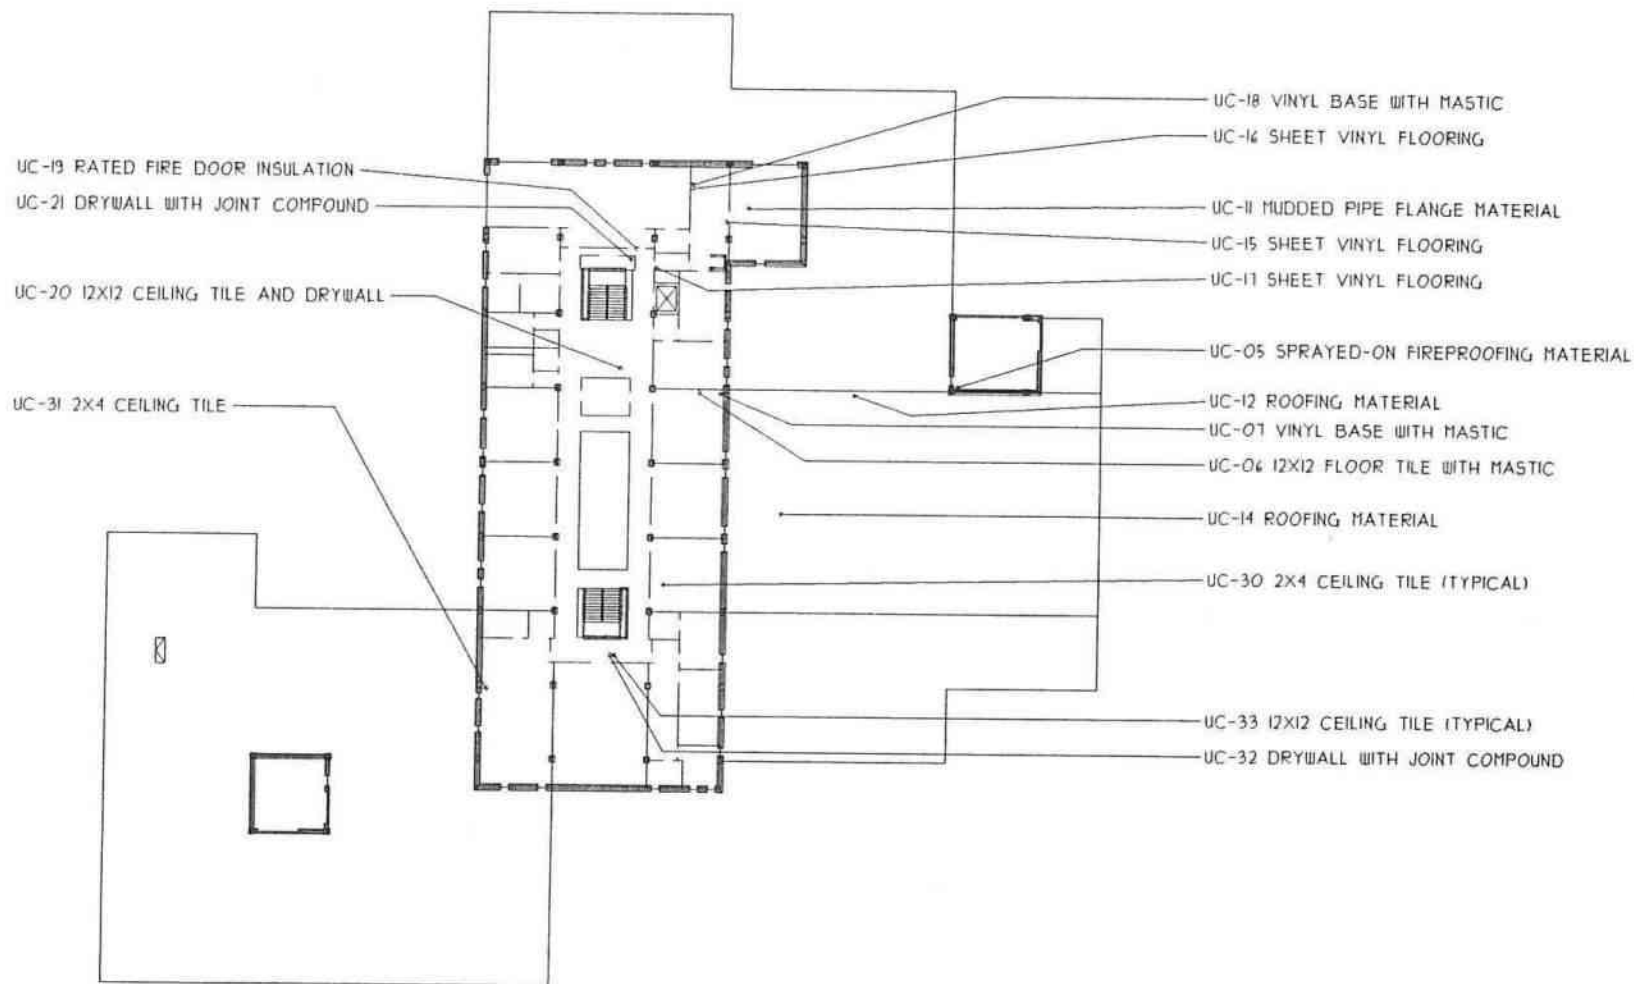 UC-19 RATED FIRE DOOR INSULATION
UC-21 DRYWALL WITH JOINT COMPOUND
UC-20 12X12 CEILING TILE AND DRYWALL
UC-31 2X4 CEILING TILE
UC-18 VINYL BASE WITH MASTIC
UC-16 SHEET VINYL FLOORING
UC-11 MUDDED PIPE FLANGE MATERIAL
UC-15 SHEET VINYL FLOORING
UC-17 SHEET VINYL FLOORING
UC-05 SPRAYED-ON FIREPROOFING MATERIAL
UC-12 ROOFING MATERIAL
UC-07 VINYL BASE WITH MASTIC
UC-06 12X12 FLOOR TILE WITH MASTIC
UC-14 ROOFING MATERIAL
UC-30 2X4 CEILING TILE (TYPICAL)
UC-33 12X12 CEILING TILE (TYPICAL)
UC-32 DRYWALL WITH JOINT COMPOUND